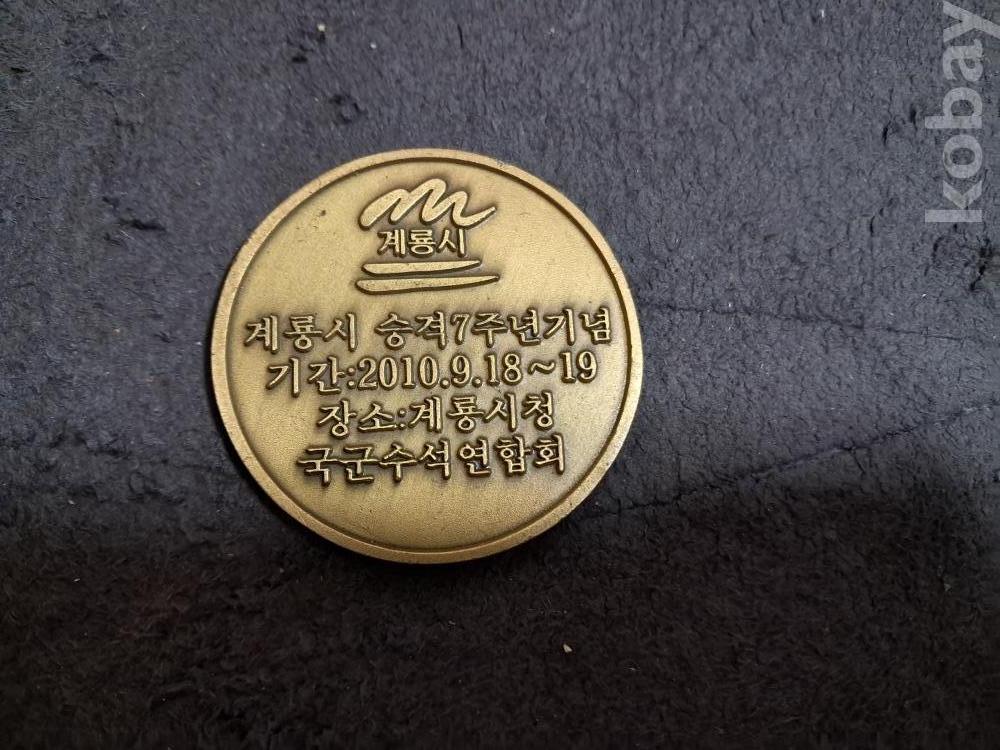 계룡시
계룡시 승격7주년기념
기간:2010.9.18~19
장소:계룡시청
국군수석연합회
kobay